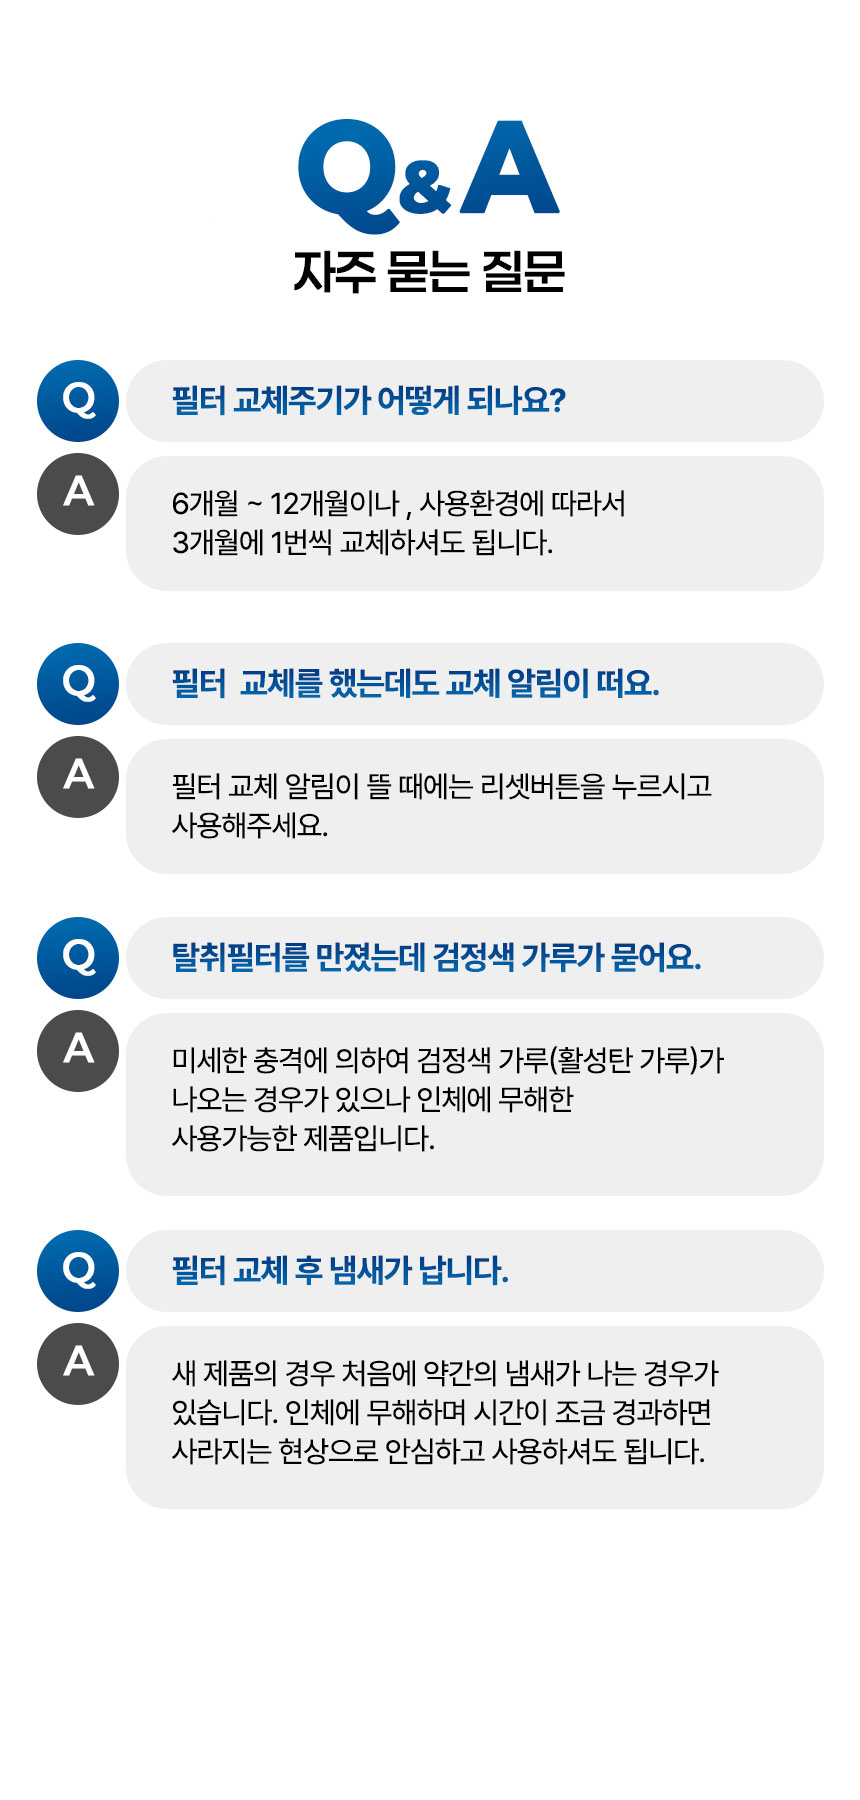 Q&A
자주 묻는 질문
Q 필터 교체주기가 어떻게 되나요?
A 6개월 ~ 12개월이나 , 사용환경에 따라서
3개월에 1번씩 교체하셔도 됩니다.
Q 필터  교체를 했는데도 교체 알림이 떠요.
A 필터 교체 알림이 뜰 때에는 리셋버튼을 누르시고
사용해주세요.
Q 탈취필터를 만졌는데 검정색 가루가 묻어요.
A 미세한 충격에 의하여 검정색 가루(활성탄 가루)가
나오는 경우가 있으나 인체에 무해한
사용가능한 제품입니다.
Q 필터 교체 후 냄새가 납니다.
A 새 제품의 경우 처음에 약간의 냄새가 나는 경우가
있습니다. 인체에 무해하며 시간이 조금 경과하면
사라지는 현상으로 안심하고 사용하셔도 됩니다.